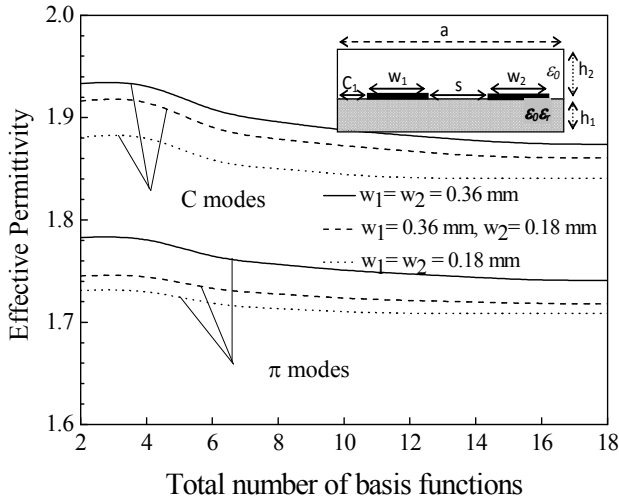 2.0
1.9
1.8
1.7
1.6
Effective Permittivity
a
ε0
h2
C1
w1
s
w2
ε0εr
h1
C modes
w1= w2 = 0.36 mm
w1= 0.36 mm, w2= 0.18 mm
w1= w2 = 0.18 mm
π modes
2 4 6 8 10 12 14 16 18
Total number of basis functions